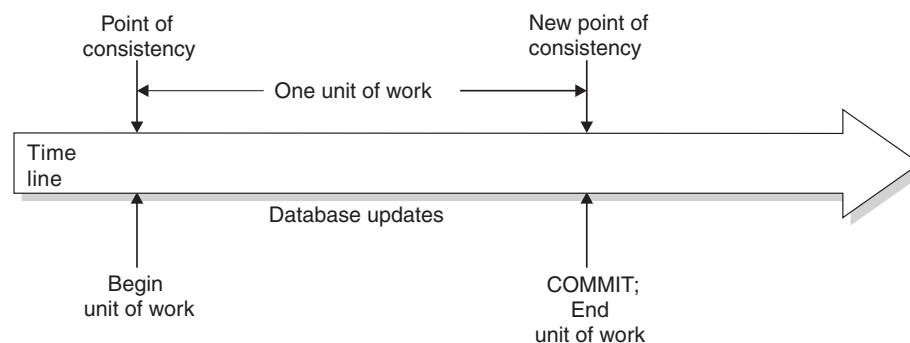 Point of
consistency
New point of
consistency
One unit of work
Time
line
Database updates
Begin
unit of work
COMMIT;
End
unit of work